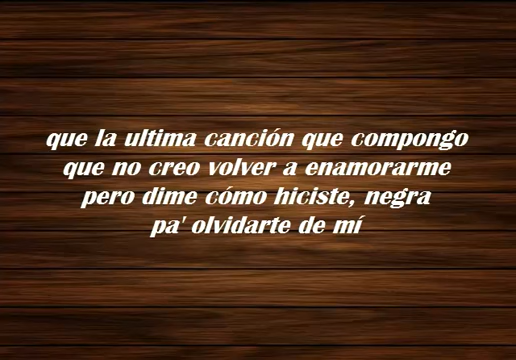 que la ultima canción que compongo
que no creo volver a enamorarme
pero dime cómo hiciste, negra
pa' olvidarte de mí